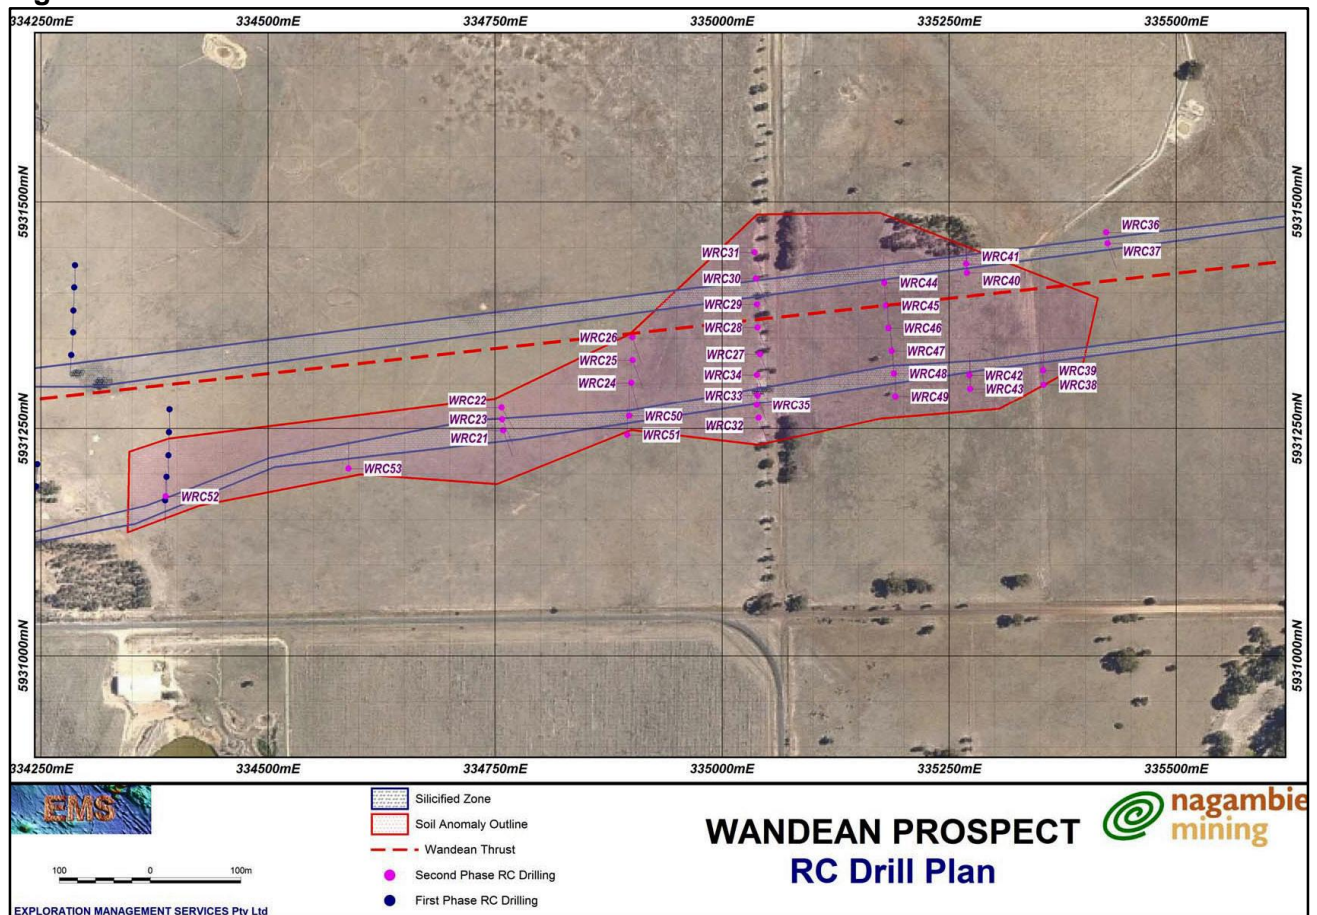 334250mE 334500mE 334750mE 335000mE 335250mE 335500mE
5931500mN
5931250mN
5931000mN
5931500mN
5931250mN
5931000mN
WRC36
WRC37
WRC31
WRC41
WRC30
WRC40
WRC44
WRC29
WRC45
WRC28
WRC46
WRC26
WRC27
WRC47
WRC25
WRC34
WRC48
WRC42
WRC39
WRC24
WRC43
WRC38
WRC33
WRC49
WRC22
WRC35
WRC23
WRC50
WRC32
WRC21
WRC51
WRC53
WRC52
334250mE 334500mE 334750mE 335000mE 335250mE 335500mE
EMS
100 0 100m
EXPLORATION MANAGEMENT SERVICES Pty Ltd
Silicified Zone
Soil Anomaly Outline
Wandean Thrust
Second Phase RC Drilling
First Phase RC Drilling
WANDEAN PROSPECT
RC Drill Plan
nagambie
mining